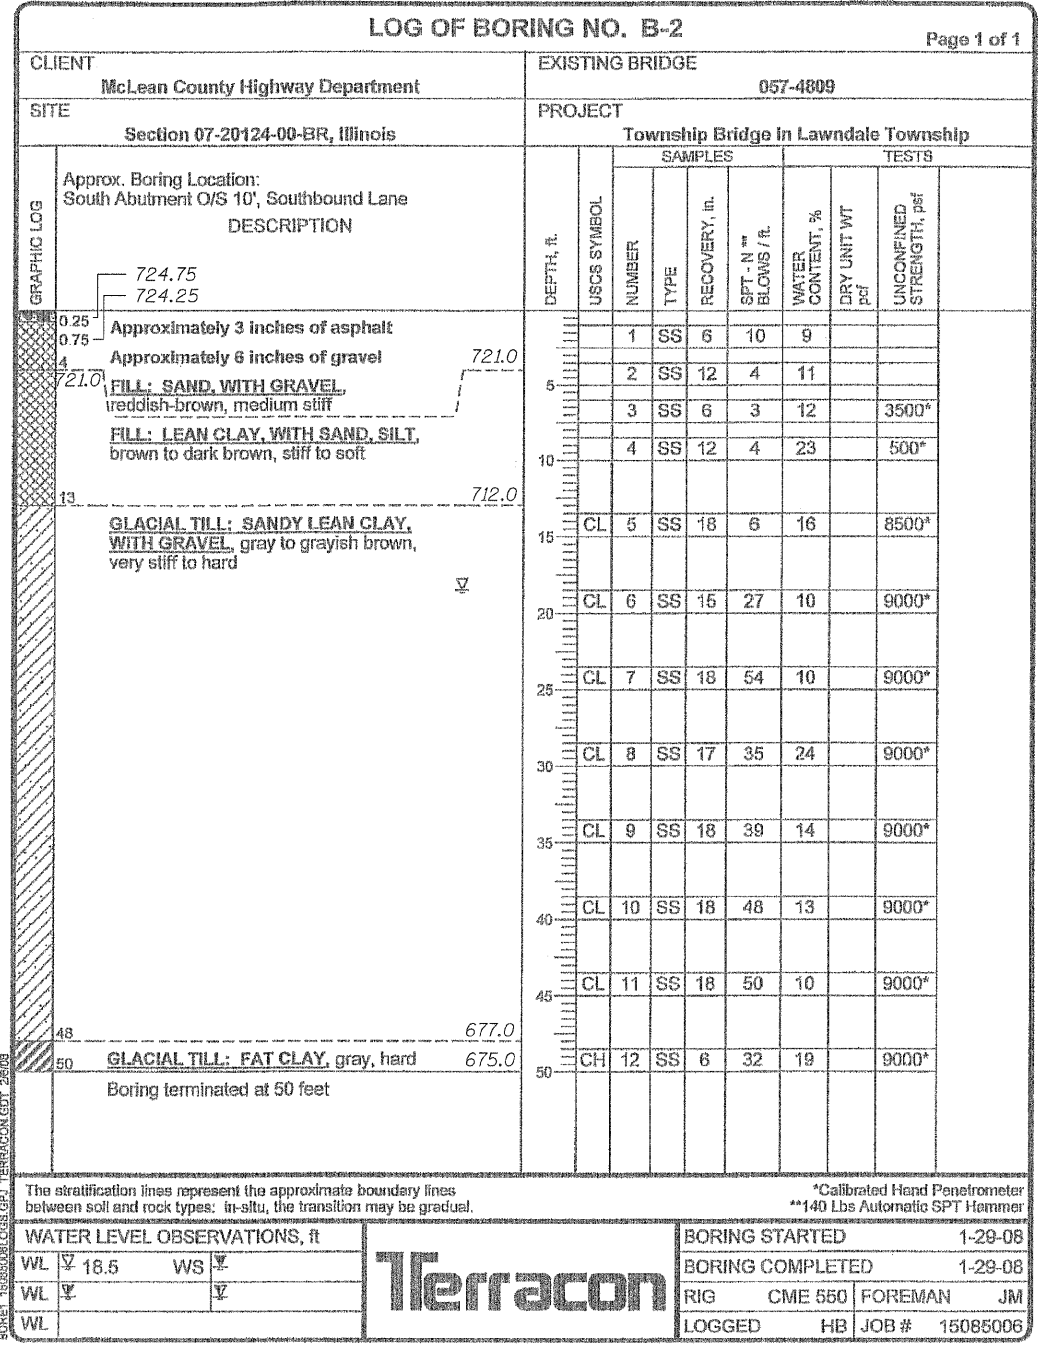 LOG OF BORING NO. B-2
Page 1 of 1
CLIENT
McLean County Highway Department
EXISTING BRIDGE
057-4809
SITE
Section 07-20124-00-BR, Illinois
PROJECT
Township Bridge in Lawndale Township
GRAPHIC LOG
Approx. Boring Location:
South Abutment O/S 10', Southbound Lane
DESCRIPTION
SAMPLES
TESTS
DEPTH, ft.
USCS SYMBOL
NUMBER
TYPE
RECOVERY, in.
SPT - N **
BLOWS / ft.
WATER
CONTENT, %
DRY UNIT WT
pcf
UNCONFINED
STRENGTH, psf
724.75
724.25
0.25
0.75
Approximately 3 inches of asphalt
1 SS 6 10 9
4 Approximately 6 inches of gravel 721.0
721.0
2 SS 12 4 11
5
FILL: SAND, WITH GRAVEL,
reddish-brown, medium stiff
3 SS 6 3 12 3500*
FILL: LEAN CLAY, WITH SAND, SILT,
brown to dark brown, stiff to soft
4 SS 12 4 23 500*
10
13 712.0
GLACIAL TILL: SANDY LEAN CLAY,
WITH GRAVEL, gray to grayish brown,
very stiff to hard
CL 5 SS 18 6 16 8500*
15
CL 6 SS 15 27 10 9000*
20
CL 7 SS 18 54 10 9000*
25
CL 8 SS 17 35 24 9000*
30
CL 9 SS 18 39 14 9000*
35
CL 10 SS 18 48 13 9000*
40
CL 11 SS 18 50 10 9000*
45
48 677.0
50 GLACIAL TILL: FAT CLAY, gray, hard 675.0
CH 12 SS 6 32 19 9000*
50
Boring terminated at 50 feet
The stratification lines represent the approximate boundary lines
between soil and rock types: in-situ, the transition may be gradual.
*Calibrated Hand Penetrometer
**140 Lbs Automatic SPT Hammer
WATER LEVEL OBSERVATIONS, ft
WL 18.5 WS
WL
WL
Terracon
BORING STARTED 1-29-08
BORING COMPLETED 1-29-08
RIG CME 550 FOREMAN JM
LOGGED HB JOB # 15085006